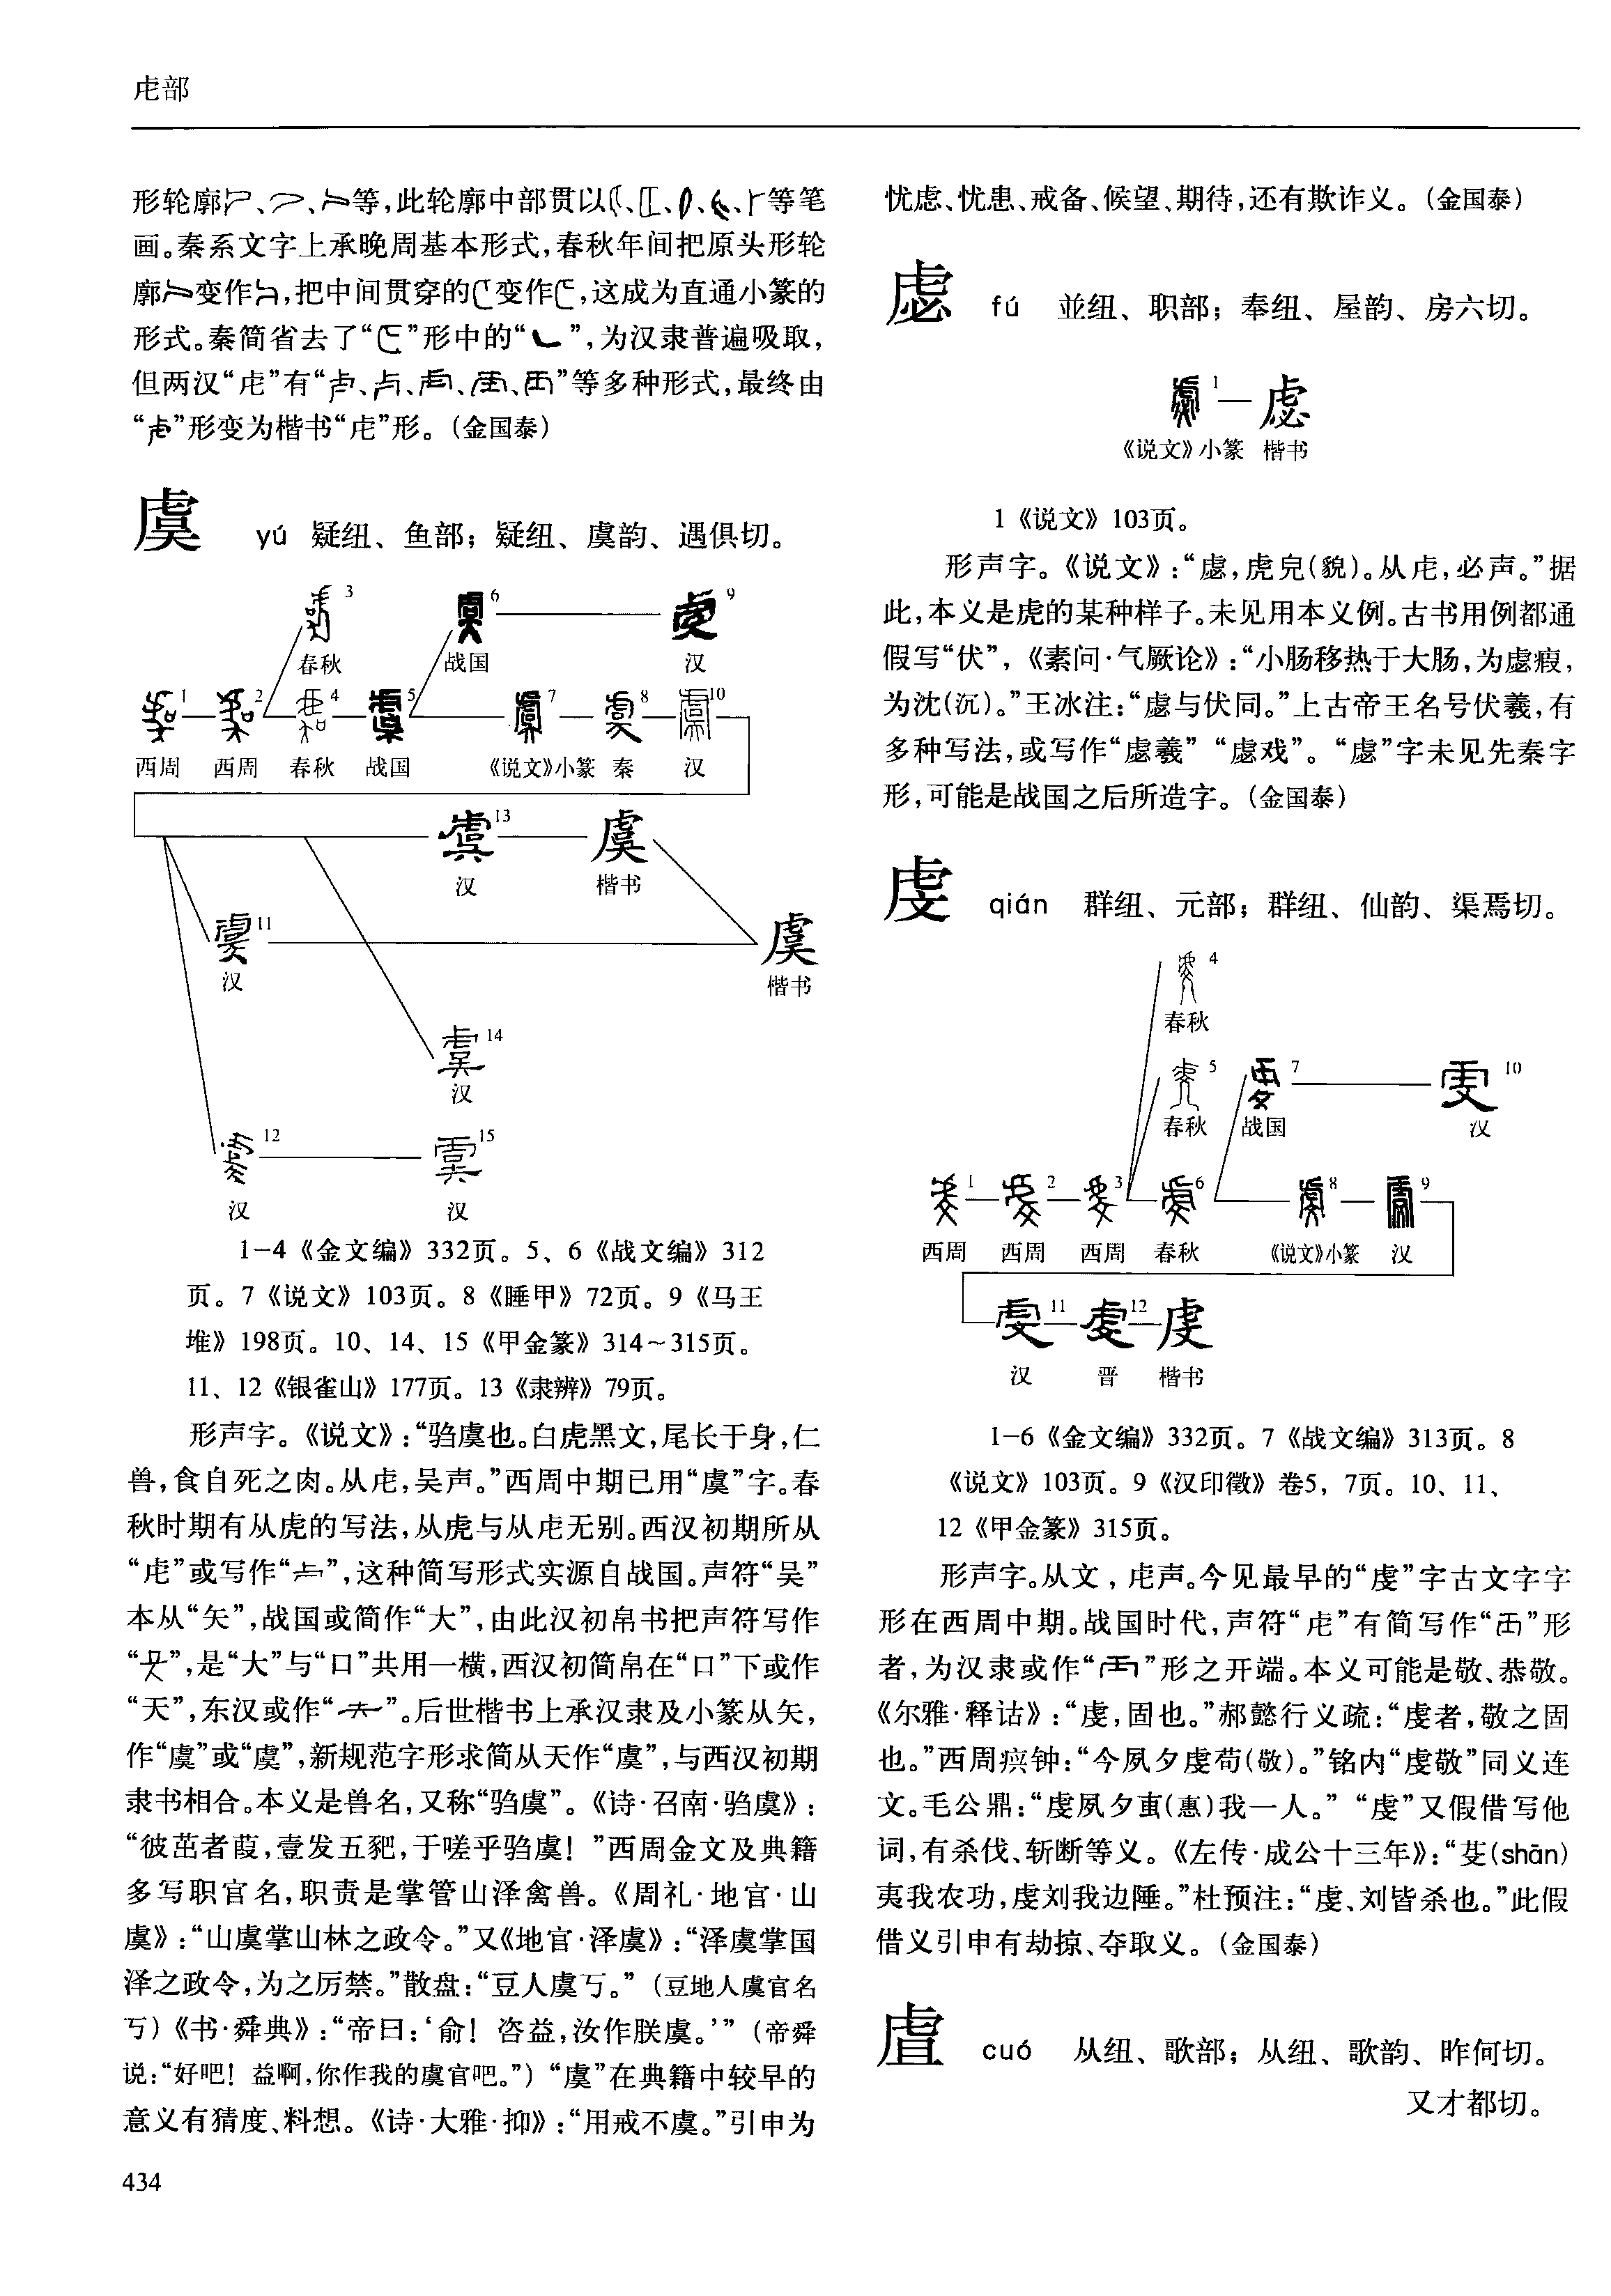 虍部
形轮廓、、等,此轮廓中部贯以、、、、等笔
画。秦系文字上承晚周基本形式,春秋年间把原头形轮
廓变作,把中间贯穿的变作,这成为直通小篆的
形式。秦简省去了“”形中的“”,为汉隶普遍吸取,
但两汉“虍”有“、、、、”等多种形式,最终由
“”形变为楷书“虍”形。(金国泰)
虞 yú 疑纽、鱼部;疑纽、虞韵、遇俱切。
3 6 9
春秋 战国 汉
1 2 4 5 7 8 10
西周 西周 春秋 战国 《说文》小篆 秦 汉
13 虞
汉 楷书
11 虞
汉 楷书
14
汉
12 15
汉 汉
1-4《金文编》332页。5、6《战文编》312
页。7《说文》103页。8《睡甲》72页。9《马王
堆》198页。10、14、15《甲金篆》314~315页。
11、12《银雀山》177页。13《隶辨》79页。
形声字。《说文》:“驺虞也。白虎黑文,尾长于身,仁
兽,食自死之肉。从虍,吴声。”西周中期已用“虞”字。春
秋时期有从虎的写法,从虎与从虍无别。西汉初期所从
“虍”或写作“”,这种简写形式实源自战国。声符“吴”
本从“矢”,战国或简作“大”,由此汉初帛书把声符写作
“”,是“大”与“口”共用一横,西汉初简帛在“口”下或作
“天”,东汉或作“”。后世楷书上承汉隶及小篆从矢,
作“虞”或“虞”,新规范字形求简从天作“虞”,与西汉初期
隶书相合。本义是兽名,又称“驺虞”。《诗·召南·驺虞》:
“彼茁者葭,壹发五豝,于嗟乎驺虞!”西周金文及典籍
多写职官名,职责是掌管山泽禽兽。《周礼·地官·山
虞》:“山虞掌山林之政令。”又《地官·泽虞》:“泽虞掌国
泽之政令,为之厉禁。”散盘:“豆人虞丂。”(豆地人虞官名
丂)《书·舜典》:“帝曰:‘俞!咨益,汝作朕虞。’”(帝舜
说:“好吧!益啊,你作我的虞官吧。”)“虞”在典籍中较早的
意义有猜度、料想。《诗·大雅·抑》:“用戒不虞。”引申为
434
忧虑、忧患、戒备、候望、期待,还有欺诈义。(金国泰)
虙 fú 並纽、职部;奉纽、屋韵、房六切。
1 虙
《说文》小篆 楷书
1《说文》103页。
形声字。《说文》:“虙,虎皃(貌)。从虍,必声。”据
此,本义是虎的某种样子。未见用本义例。古书用例都通
假写“伏”,《素问·气厥论》:“小肠移热于大肠,为虙瘕,
为沈(沉)。”王冰注:“虙与伏同。”上古帝王名号伏羲,有
多种写法,或写作“虙羲”“虙戏”。“虙”字未见先秦字
形,可能是战国之后所造字。(金国泰)
虔 qián 群纽、元部;群纽、仙韵、渠焉切。
4
春秋
5 7 10
春秋 战国 汉
1 2 3 6 8 9
西周 西周 西周 春秋 《说文》小篆 汉
11 12 虔
汉 晋 楷书
1-6《金文编》332页。7《战文编》313页。8
《说文》103页。9《汉印徵》卷5,7页。10、11、
12《甲金篆》315页。
形声字。从文,虍声。今见最早的“虔”字古文字字
形在西周中期。战国时代,声符“虍”有简写作“”形
者,为汉隶或作“”形之开端。本义可能是敬、恭敬。
《尔雅·释诂》:“虔,固也。”郝懿行义疏:“虔者,敬之固
也。”西周𤼈钟:“今夙夕虔苟(敬)。”铭内“虔敬”同义连
文。毛公鼎:“虔夙夕叀(惠)我一人。”“虔”又假借写他
词,有杀伐、斩断等义。《左传·成公十三年》:“芟(shān)
夷我农功,虔刘我边陲。”杜预注:“虔、刘皆杀也。”此假
借义引申有劫掠、夺取义。(金国泰)
虘 cuó 从纽、歌部;从纽、歌韵、昨何切。
又才都切。